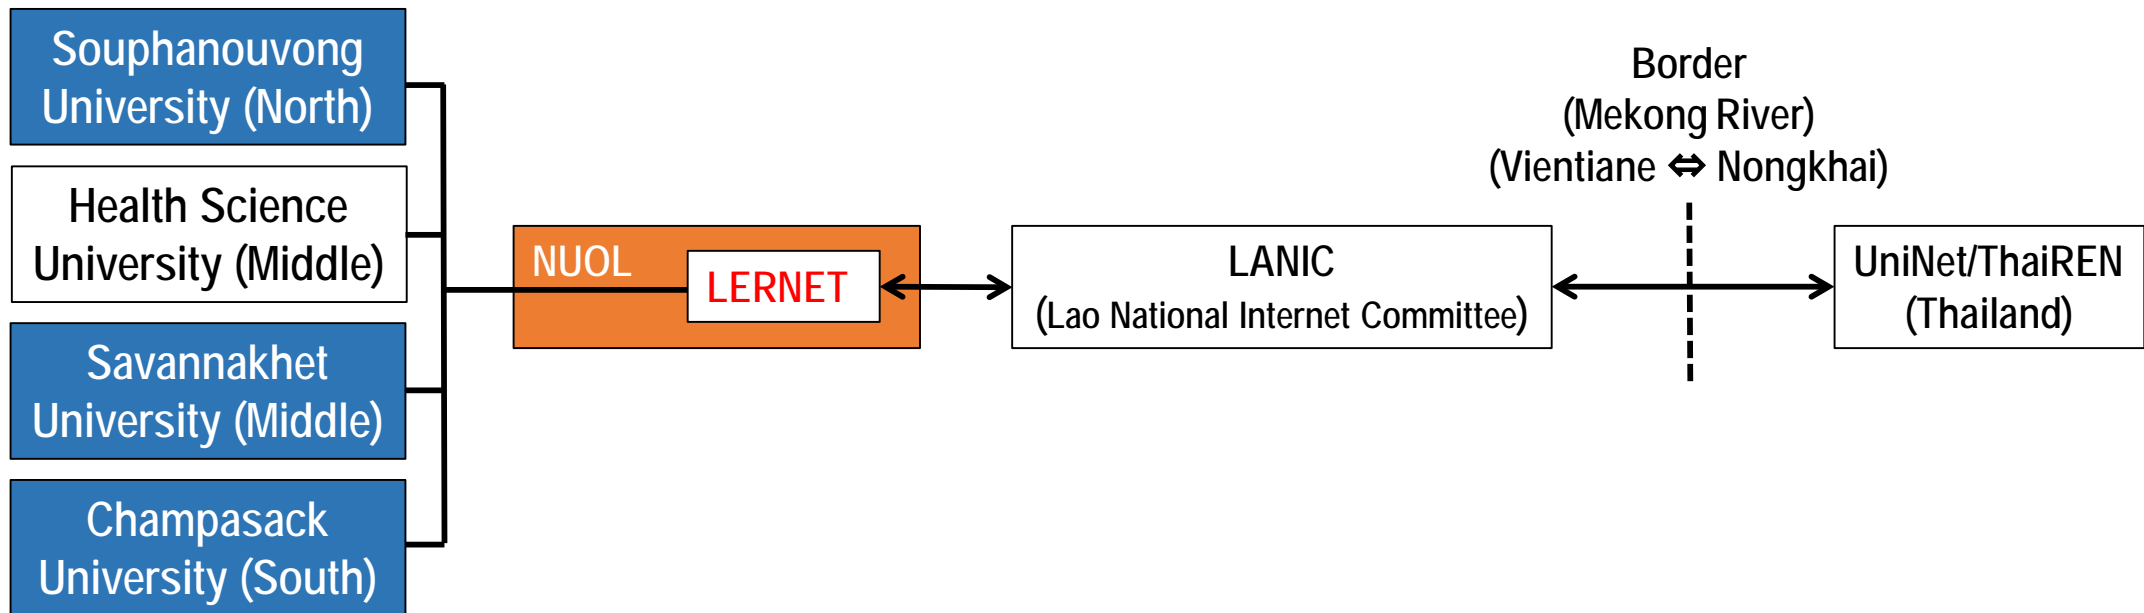 Souphanouvong
University (North)
Health Science
University (Middle)
Savannakhet
University (Middle)
Champasack
University (South)
NUOL
LERNET
LANIC
(Lao National Internet Committee)
Border
(Mekong River)
(Vientiane ⇔ Nongkhai)
UniNet/ThaiREN
(Thailand)